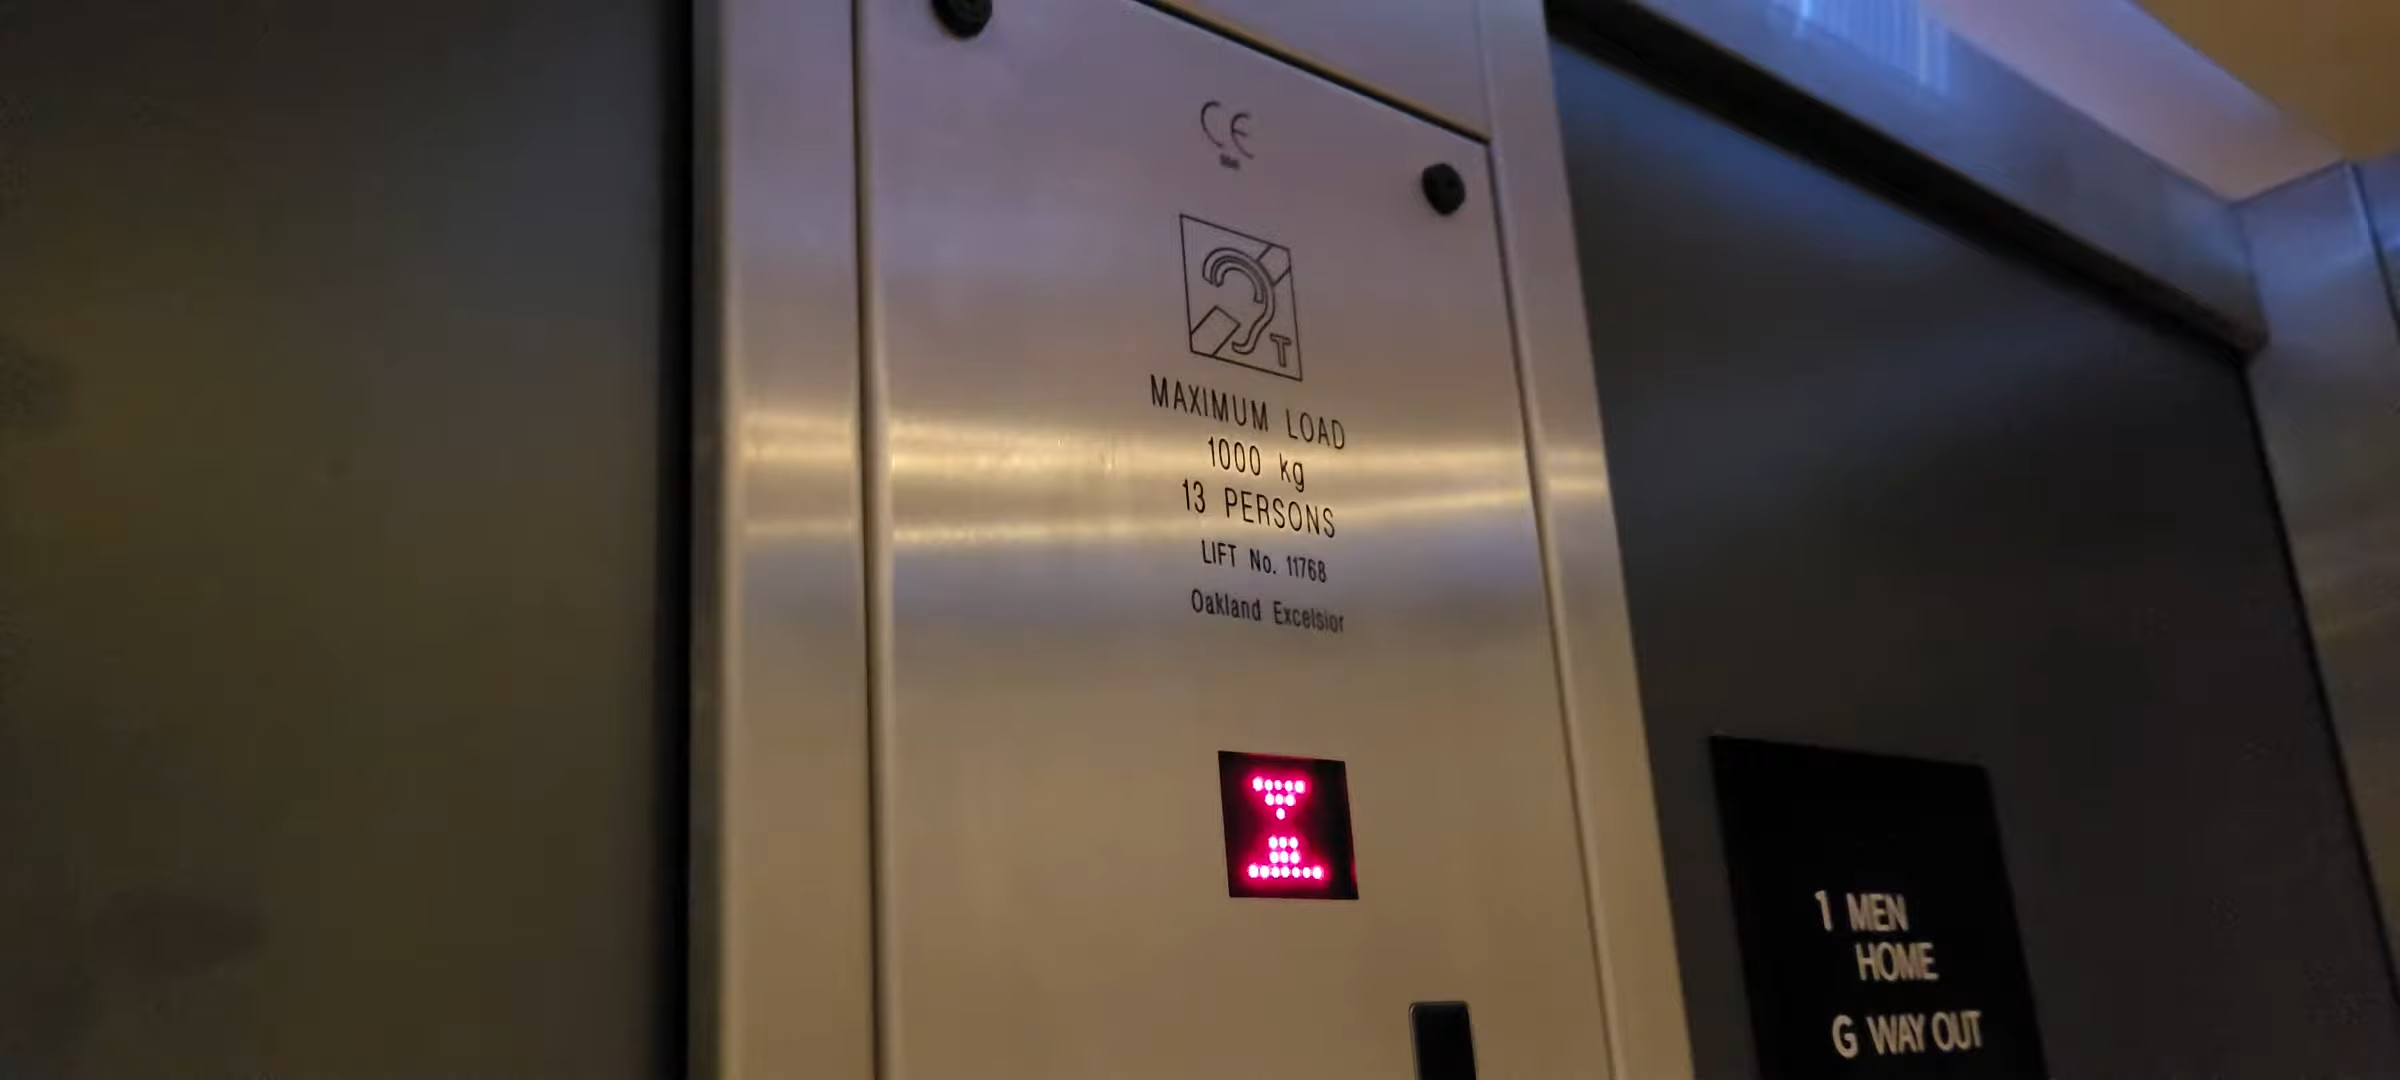 CE
T
MAXIMUM LOAD
1000 kg
13 PERSONS
LIFT No. 11768
Oakland Excelsior
1 MEN
HOME
G WAY OUT